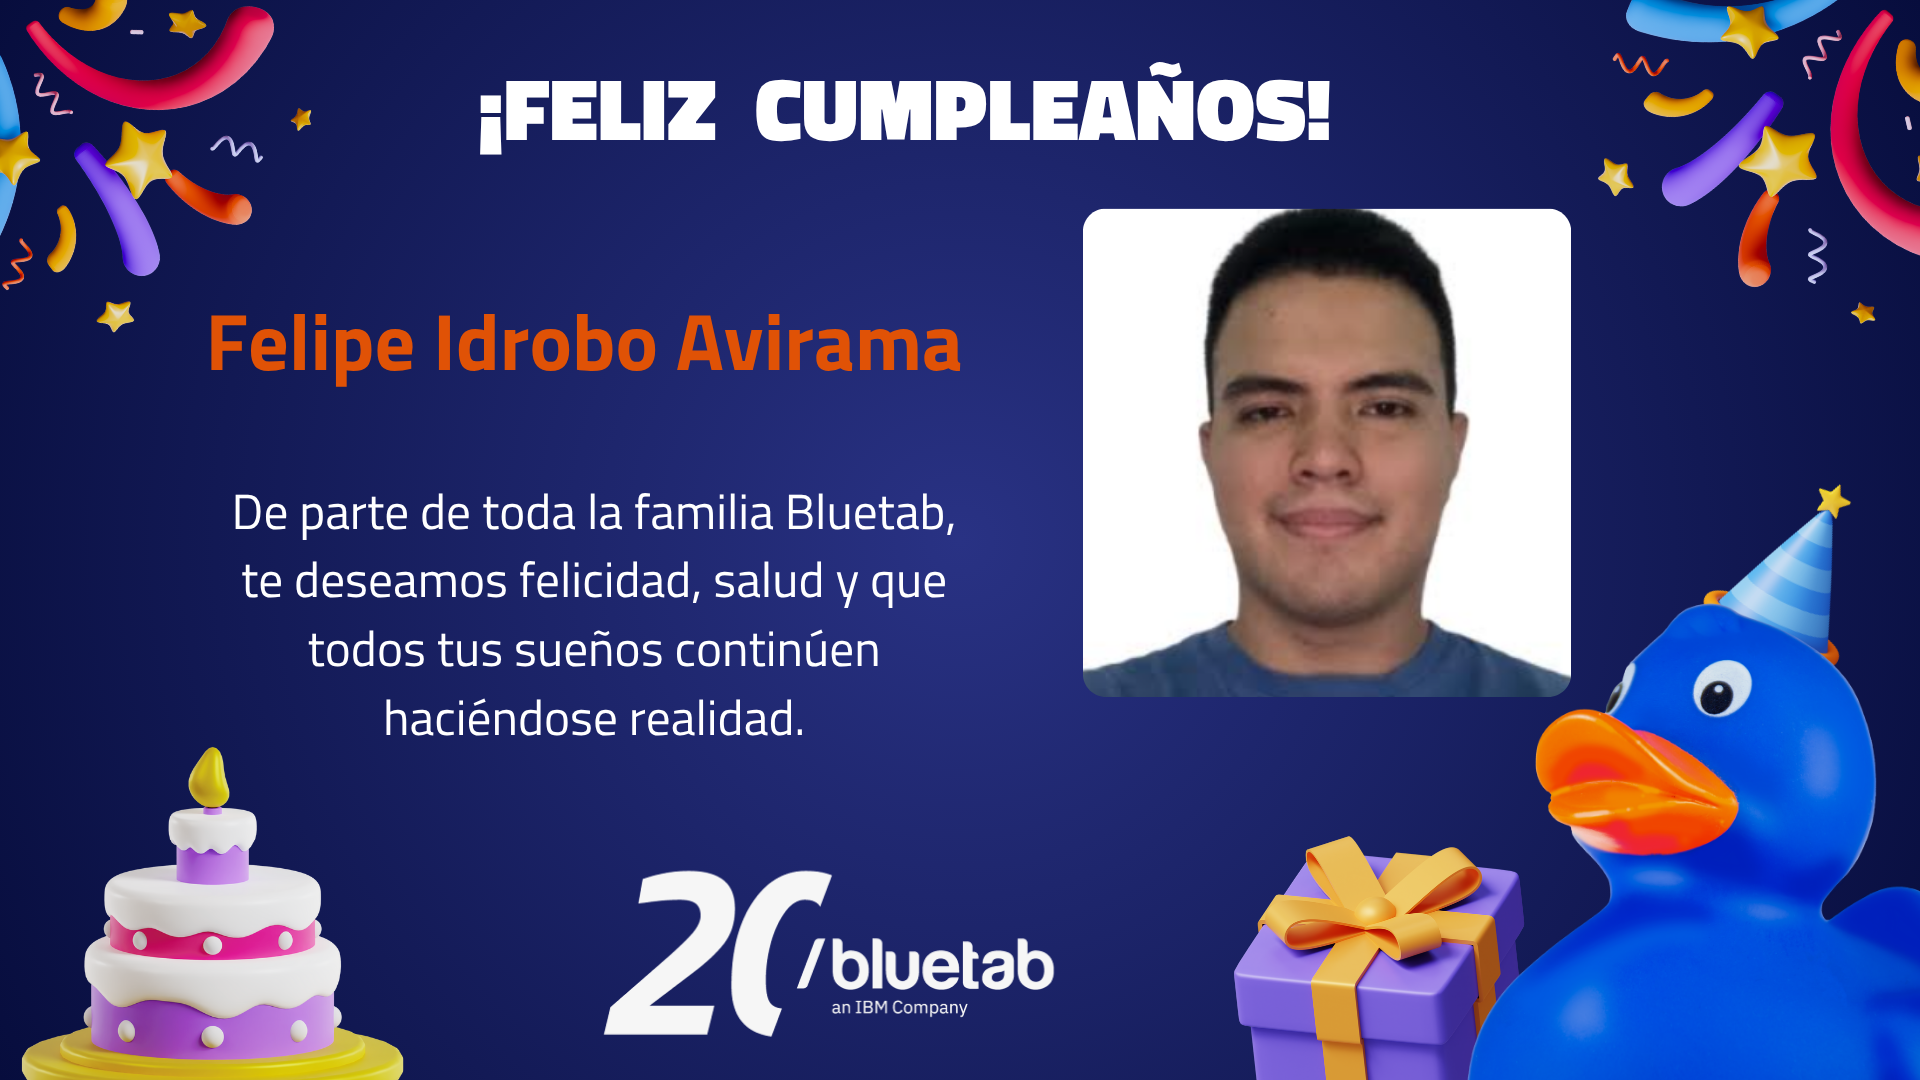 ¡FELIZ CUMPLEAÑOS!
Felipe Idrobo Avirama
De parte de toda la familia Bluetab,
te deseamos felicidad, salud y que
todos tus sueños continúen
haciéndose realidad.
20/bluetab
an IBM Company